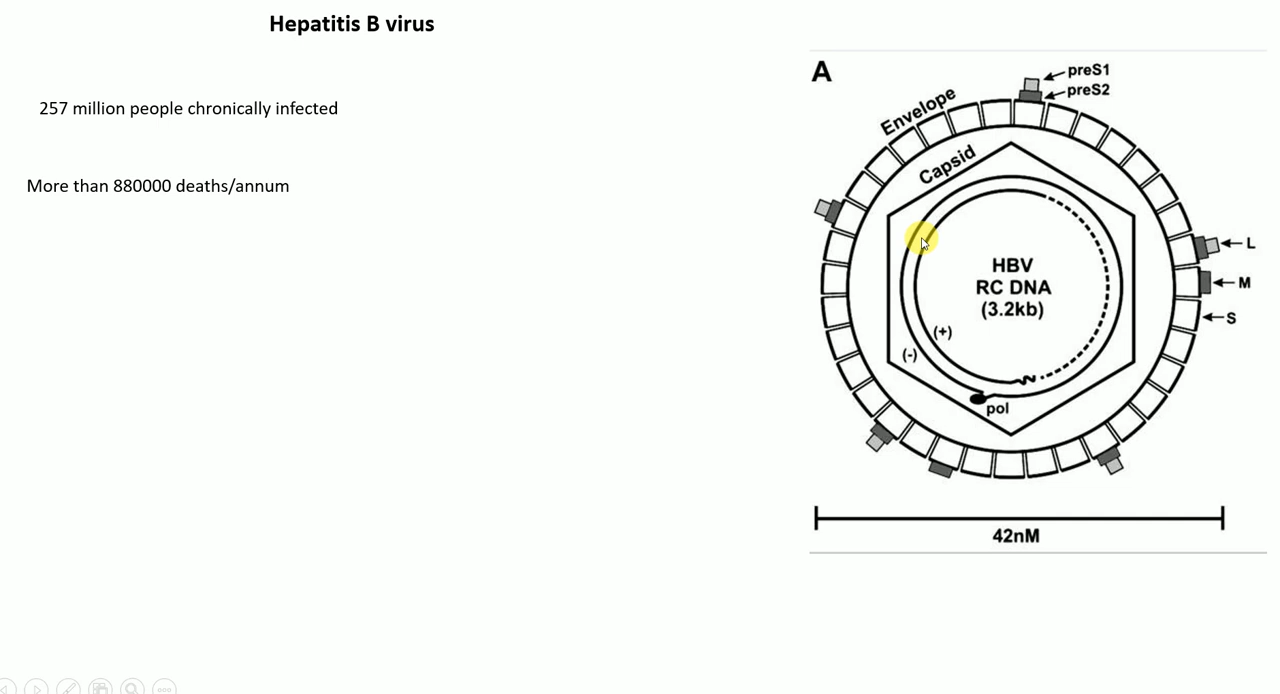 Hepatitis B virus
257 million people chronically infected
More than 880000 deaths/annum
A
preS1
preS2
Envelope
Capsid
L
M
S
HBV
RC DNA
(3.2kb)
(+)
(-)
pol
42nM